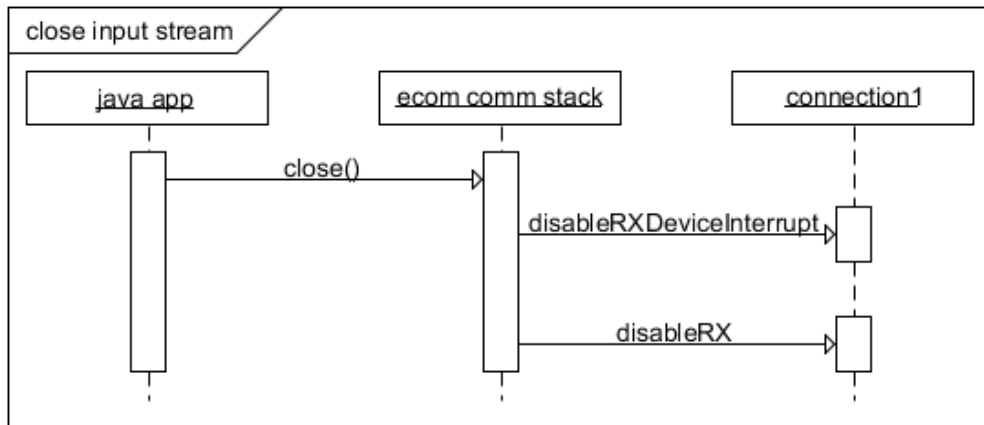 close input stream
java app
ecom comm stack
connection1
close()
disableRXDeviceInterrupt
disableRX